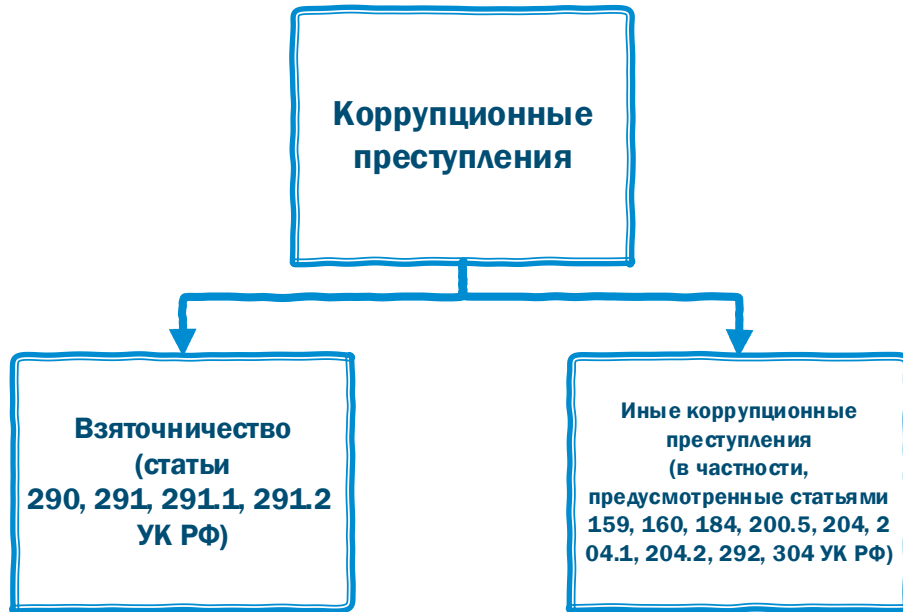 Коррупционные
преступления
Взяточничество
(статьи
290, 291, 291.1, 291.2
УК РФ)
Иные коррупционные
преступления
(в частности,
предусмотренные статьями
159, 160, 184, 200.5, 204, 2
04.1, 204.2, 292, 304 УК РФ)